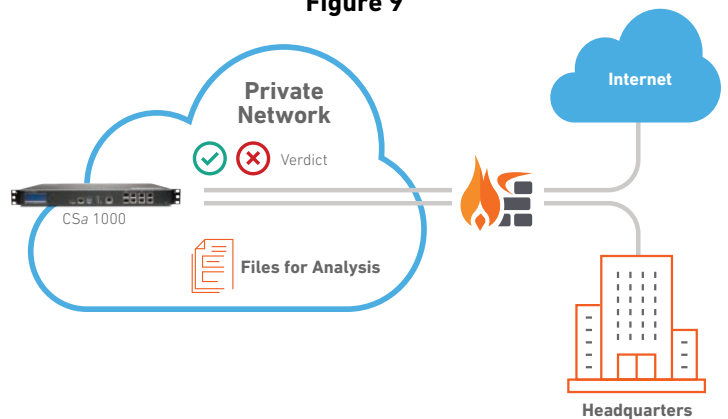 Figure 9
Private
Network
Verdict
CSa 1000
Files for Analysis
Internet
Headquarters